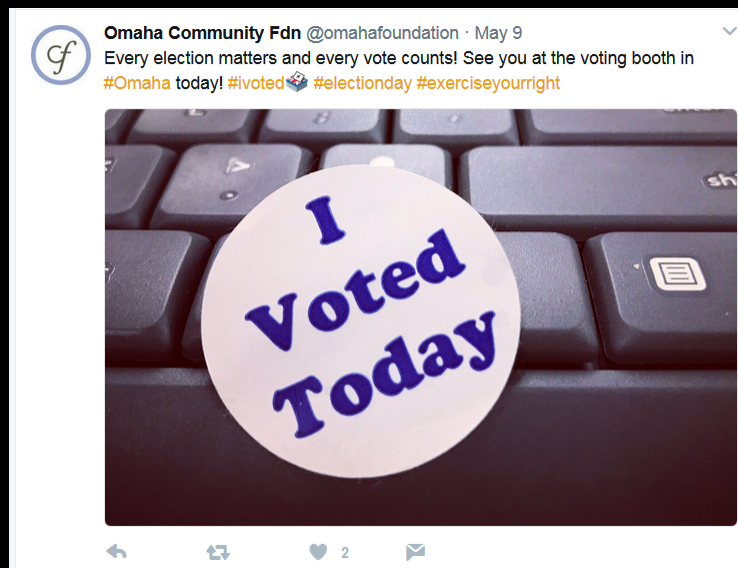 cf
Omaha Community Fdn @omahafoundation · May 9
Every election matters and every vote counts! See you at the voting booth in
#Omaha today! #ivoted #electionday #exerciseyourright
I
Voted
Today
2